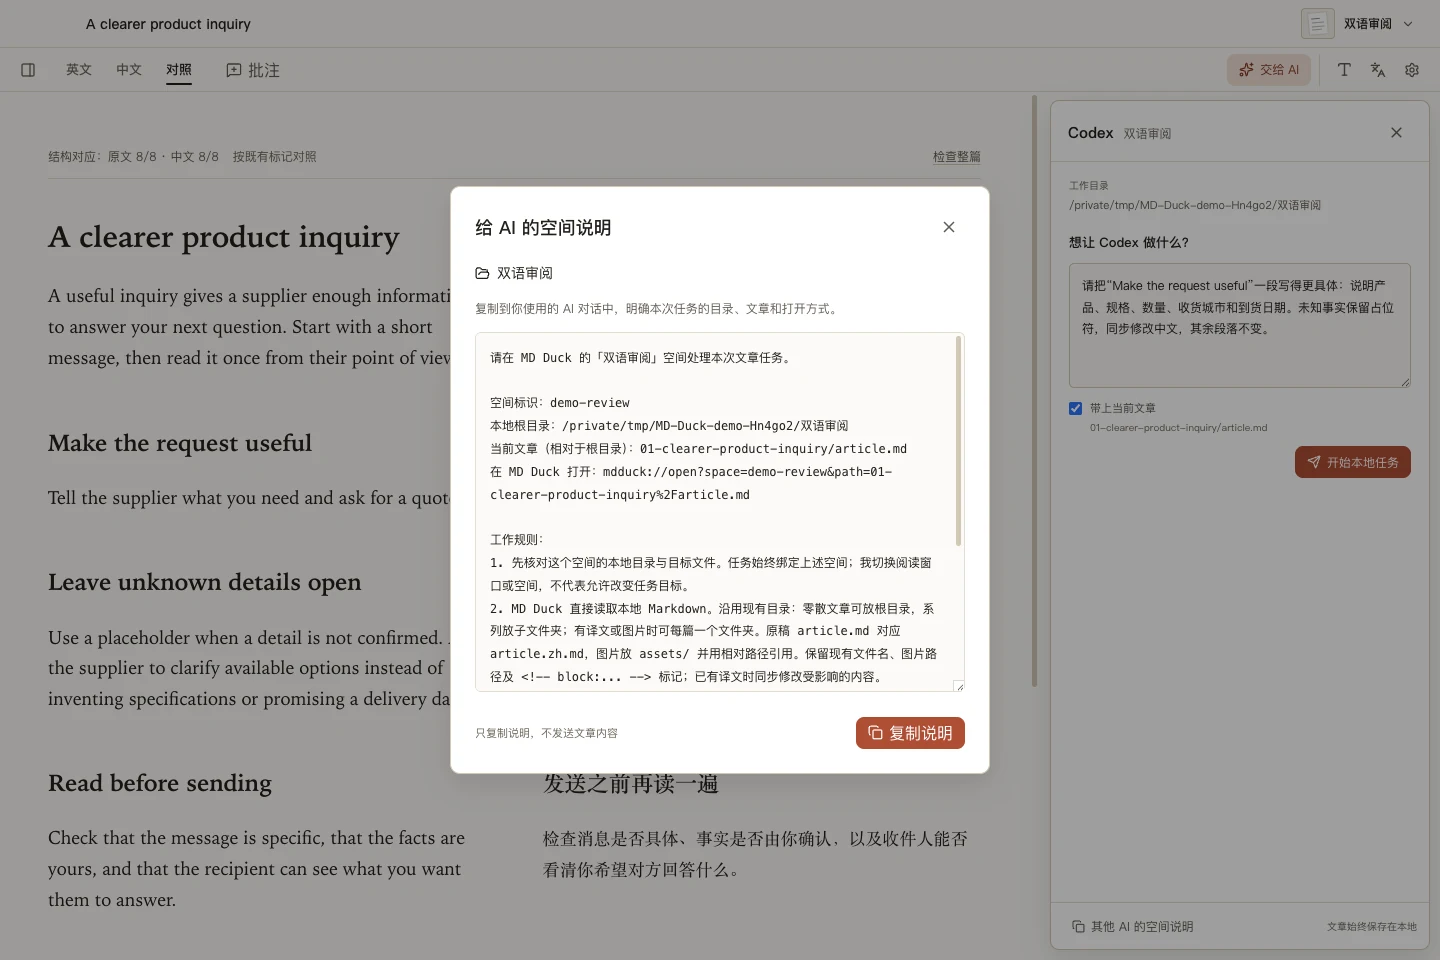 A clearer product inquiry
双语审阅
英文
中文
对照
批注
交给 AI
结构对应：原文 8/8 · 中文 8/8 按既有标记对照
检查整篇
A clearer product inquiry
A useful inquiry gives a supplier enough
to answer your next question. Start with a short
message, then read it once from their point of
Make the request useful
Tell the supplier what you need and ask for a
Leave unknown details open
Use a placeholder when a detail is not confirmed.
the supplier to clarify available options instead of
inventing specifications or promising a delivery
Read before sending
Check that the message is specific, that the facts are
yours, and that the recipient can see what you want
them to answer.
发送之前再读一遍
检查消息是否具体、事实是否由你确认，以及收件人能否
看清你希望对方回答什么。
给 AI 的空间说明
双语审阅
复制到你使用的 AI 对话中，明确本次任务的目录、文章和打开方式。
请在 MD Duck 的「双语审阅」空间处理本次文章任务。
空间标识：demo-review
本地根目录：/private/tmp/MD-Duck-demo-Hn4go2/双语审阅
当前文章（相对于根目录）：01-clearer-product-inquiry/article.md
在 MD Duck 打开：mdduck://open?space=demo-review&path=01-
clearer-product-inquiry%2Farticle.md
工作规则：
1. 先核对这个空间的本地目录与目标文件。任务始终绑定上述空间；我切换阅读窗
口或空间，不代表允许改变任务目标。
2. MD Duck 直接读取本地 Markdown。沿用现有目录：零散文章可放根目录，系
列放子文件夹；有译文或图片时可每篇一个文件夹。原稿 article.md 对应
article.zh.md，图片放 assets/ 并用相对路径引用。保留现有文件名、图片路
径及 <!-- block:... --> 标记；已有译文时同步修改受影响的内容。
只复制说明，不发送文章内容
复制说明
Codex 双语审阅
工作目录
/private/tmp/MD-Duck-demo-Hn4go2/双语审阅
想让 Codex 做什么？
请把“Make the request useful”一段写得更具体：说明产
品、规格、数量、收货城市和到货日期。未知事实保留占位
符，同步修改中文，其余段落不变。
带上当前文章
01-clearer-product-inquiry/article.md
开始本地任务
其他 AI 的空间说明
文章始终保存在本地